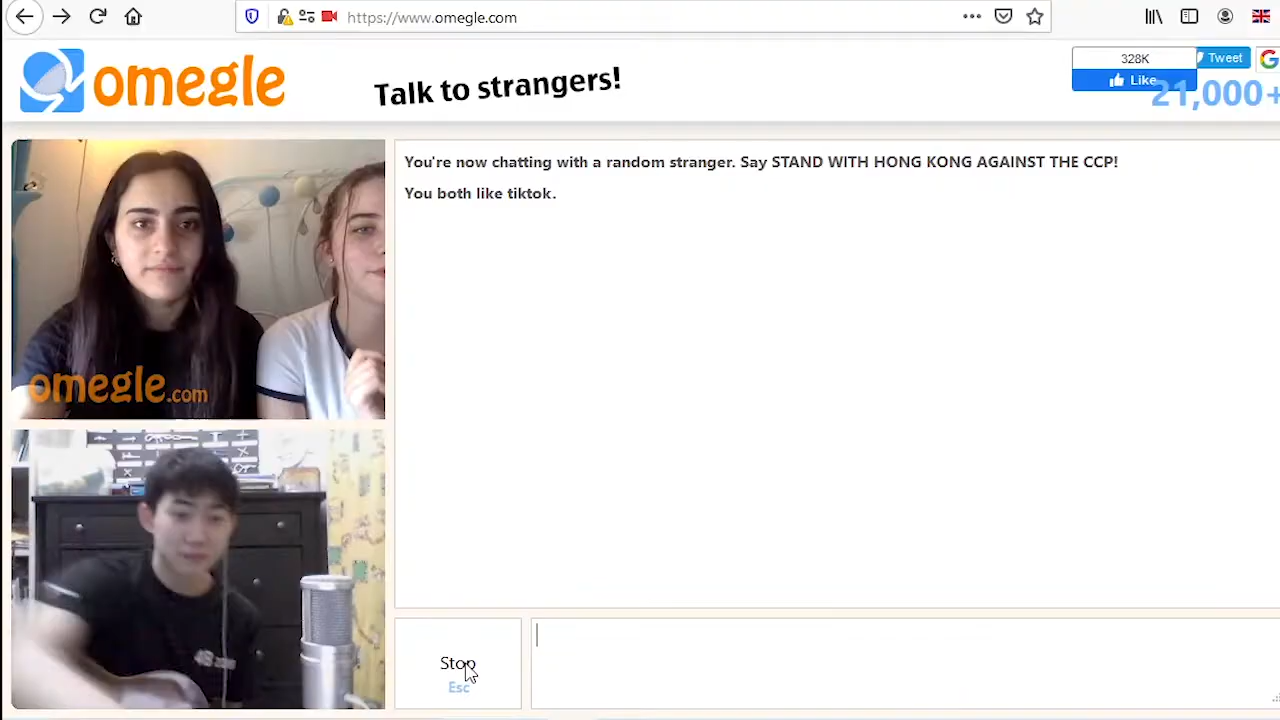 https://www.omegle.com
omegle
Talk to strangers!
328K
Like
Tweet
21,000+
You're now chatting with a random stranger. Say STAND WITH HONG KONG AGAINST THE CCP!
You both like tiktok.
omegle.com
Stop
Esc